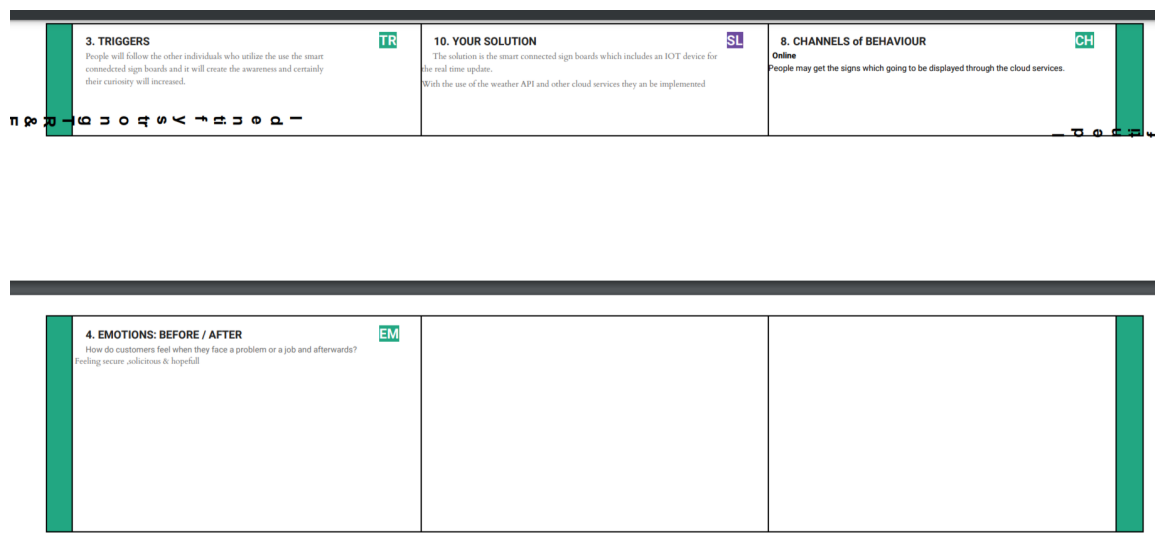 3. TRIGGERS
TR
People will follow the other individuals who utilize the use the smart
connedcted sign boards and it will create the awareness and certainly
their curiosity will increased.
10. YOUR SOLUTION
SL
The solution is the smart connected sign boards which includes an IOT device for
the real time update.
With the use of the weather API and other cloud services they an be implemented
8. CHANNELS of BEHAVIOUR
CH
Online
People may get the signs which going to be displayed through the cloud services.
Identify strong TR &
Identif
4. EMOTIONS: BEFORE / AFTER
EM
How do customers feel when they face a problem or a job and afterwards?
Feeling secure ,solicitous & hopefull